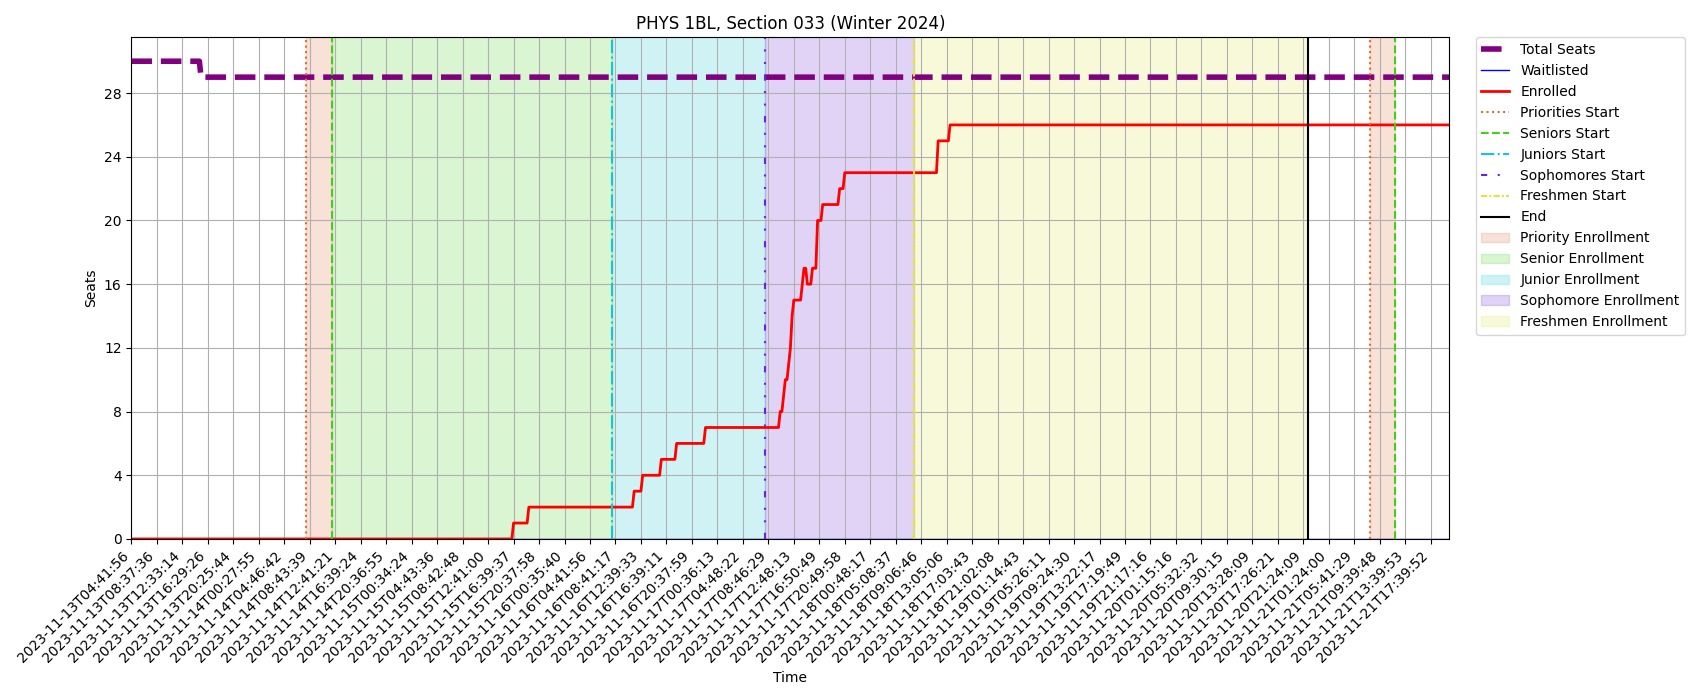 PHYS 1BL, Section 033 (Winter 2024)
Seats
28
24
20
16
12
8
4
0
2023-11-13T04:41:56
2023-11-13T08:37:36
2023-11-13T12:33:14
2023-11-13T16:29:26
2023-11-13T20:25:44
2023-11-14T00:27:55
2023-11-14T04:46:42
2023-11-14T08:43:39
2023-11-14T12:41:21
2023-11-14T16:39:24
2023-11-14T20:36:55
2023-11-15T00:34:24
2023-11-15T04:43:36
2023-11-15T08:42:48
2023-11-15T12:41:00
2023-11-15T16:39:37
2023-11-15T20:37:58
2023-11-16T00:35:40
2023-11-16T04:41:56
2023-11-16T08:41:17
2023-11-16T12:39:33
2023-11-16T16:39:11
2023-11-16T20:37:59
2023-11-17T00:36:13
2023-11-17T04:48:22
2023-11-17T08:46:29
2023-11-17T12:48:13
2023-11-17T16:50:49
2023-11-17T20:49:58
2023-11-18T00:48:17
2023-11-18T05:08:37
2023-11-18T09:06:46
2023-11-18T13:05:06
2023-11-18T17:03:43
2023-11-18T21:02:08
2023-11-19T01:14:43
2023-11-19T05:26:11
2023-11-19T09:24:30
2023-11-19T13:22:17
2023-11-19T17:19:49
2023-11-19T21:17:16
2023-11-20T01:15:16
2023-11-20T05:32:32
2023-11-20T09:30:15
2023-11-20T13:28:09
2023-11-20T17:26:21
2023-11-20T21:24:09
2023-11-21T01:24:00
2023-11-21T05:41:29
2023-11-21T09:39:48
2023-11-21T13:39:53
2023-11-21T17:39:52
Time
Total Seats
Waitlisted
Enrolled
Priorities Start
Seniors Start
Juniors Start
Sophomores Start
Freshmen Start
End
Priority Enrollment
Senior Enrollment
Junior Enrollment
Sophomore Enrollment
Freshmen Enrollment